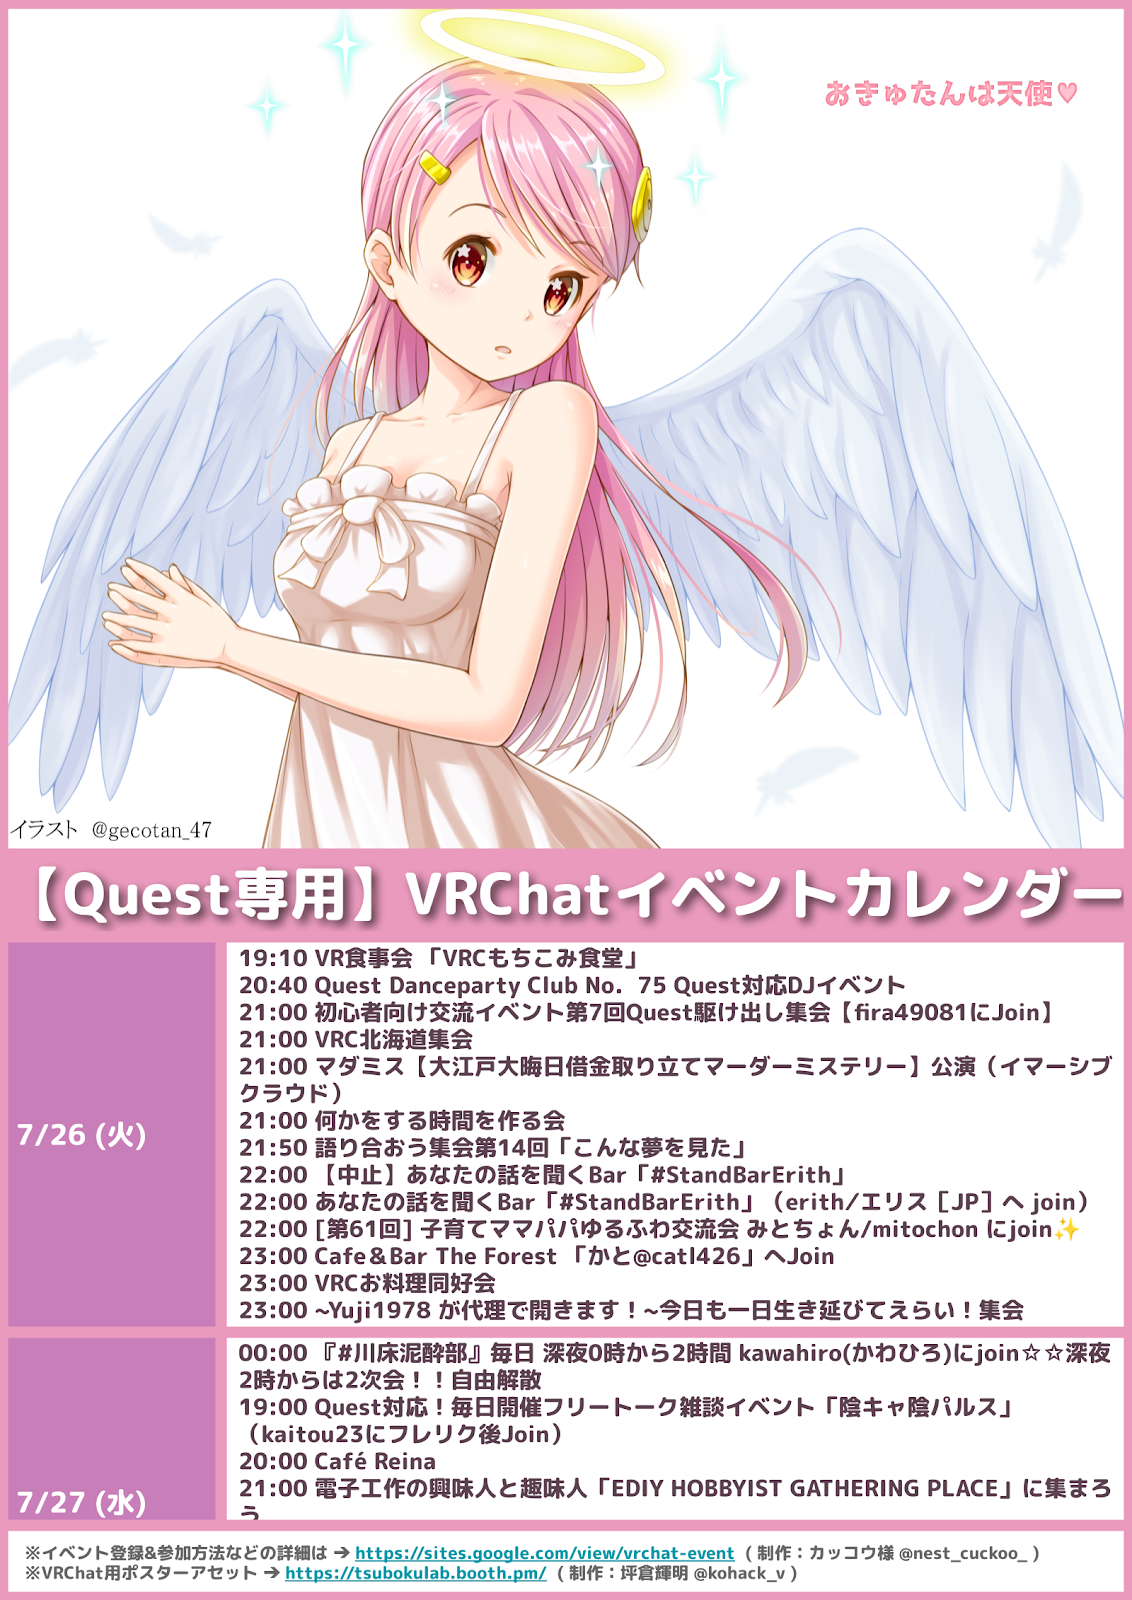 おきゅたんは天使♥
イラスト @gecotan_47
【Quest専用】VRChatイベントカレンダー
7/26 (火)
19:10 VR食事会 「VRCもちこみ食堂」
20:40 Quest Danceparty Club No．75 Quest対応DJイベント
21:00 初心者向け交流イベント第7回Quest駆け出し集会【fira49081にJoin】
21:00 VRC北海道集会
21:00 マダミス【大江戸大晦日借金取り立てマーダーミステリー】公演（イマーシブ
クラウド）
21:00 何かをする時間を作る会
21:50 語り合おう集会第14回「こんな夢を見た」
22:00 【中止】あなたの話を聞くBar「#StandBarErith」
22:00 あなたの話を聞くBar「#StandBarErith」（erith/エリス［JP］へ join）
22:00 [第61回] 子育てママパパゆるふわ交流会 みとちょん/mitochon にjoin✨
23:00 Cafe＆Bar The Forest 「かと@catl426」へJoin
23:00 VRCお料理同好会
23:00 ~Yuji1978 が代理で開きます！~今日も一日生き延びてえらい！集会
7/27 (水)
00:00 『#川床泥酔部』毎日 深夜0時から2時間 kawahiro(かわひろ)にjoin☆☆深夜
2時からは2次会！！自由解散
19:00 Quest対応！毎日開催フリートーク雑談イベント「陰キャ陰パルス」
（kaitou23にフレリク後Join）
20:00 Café Reina
21:00 電子工作の興味人と趣味人「EDIY HOBBYIST GATHERING PLACE」に集まろ
う
※イベント登録&参加方法などの詳細は → https://sites.google.com/view/vrchat-event （制作：カッコウ様 @nest_cuckoo_ ）
※VRChat用ポスターアセット → https://tsubokulab.booth.pm/ （制作：坪倉輝明 @kohack_v ）